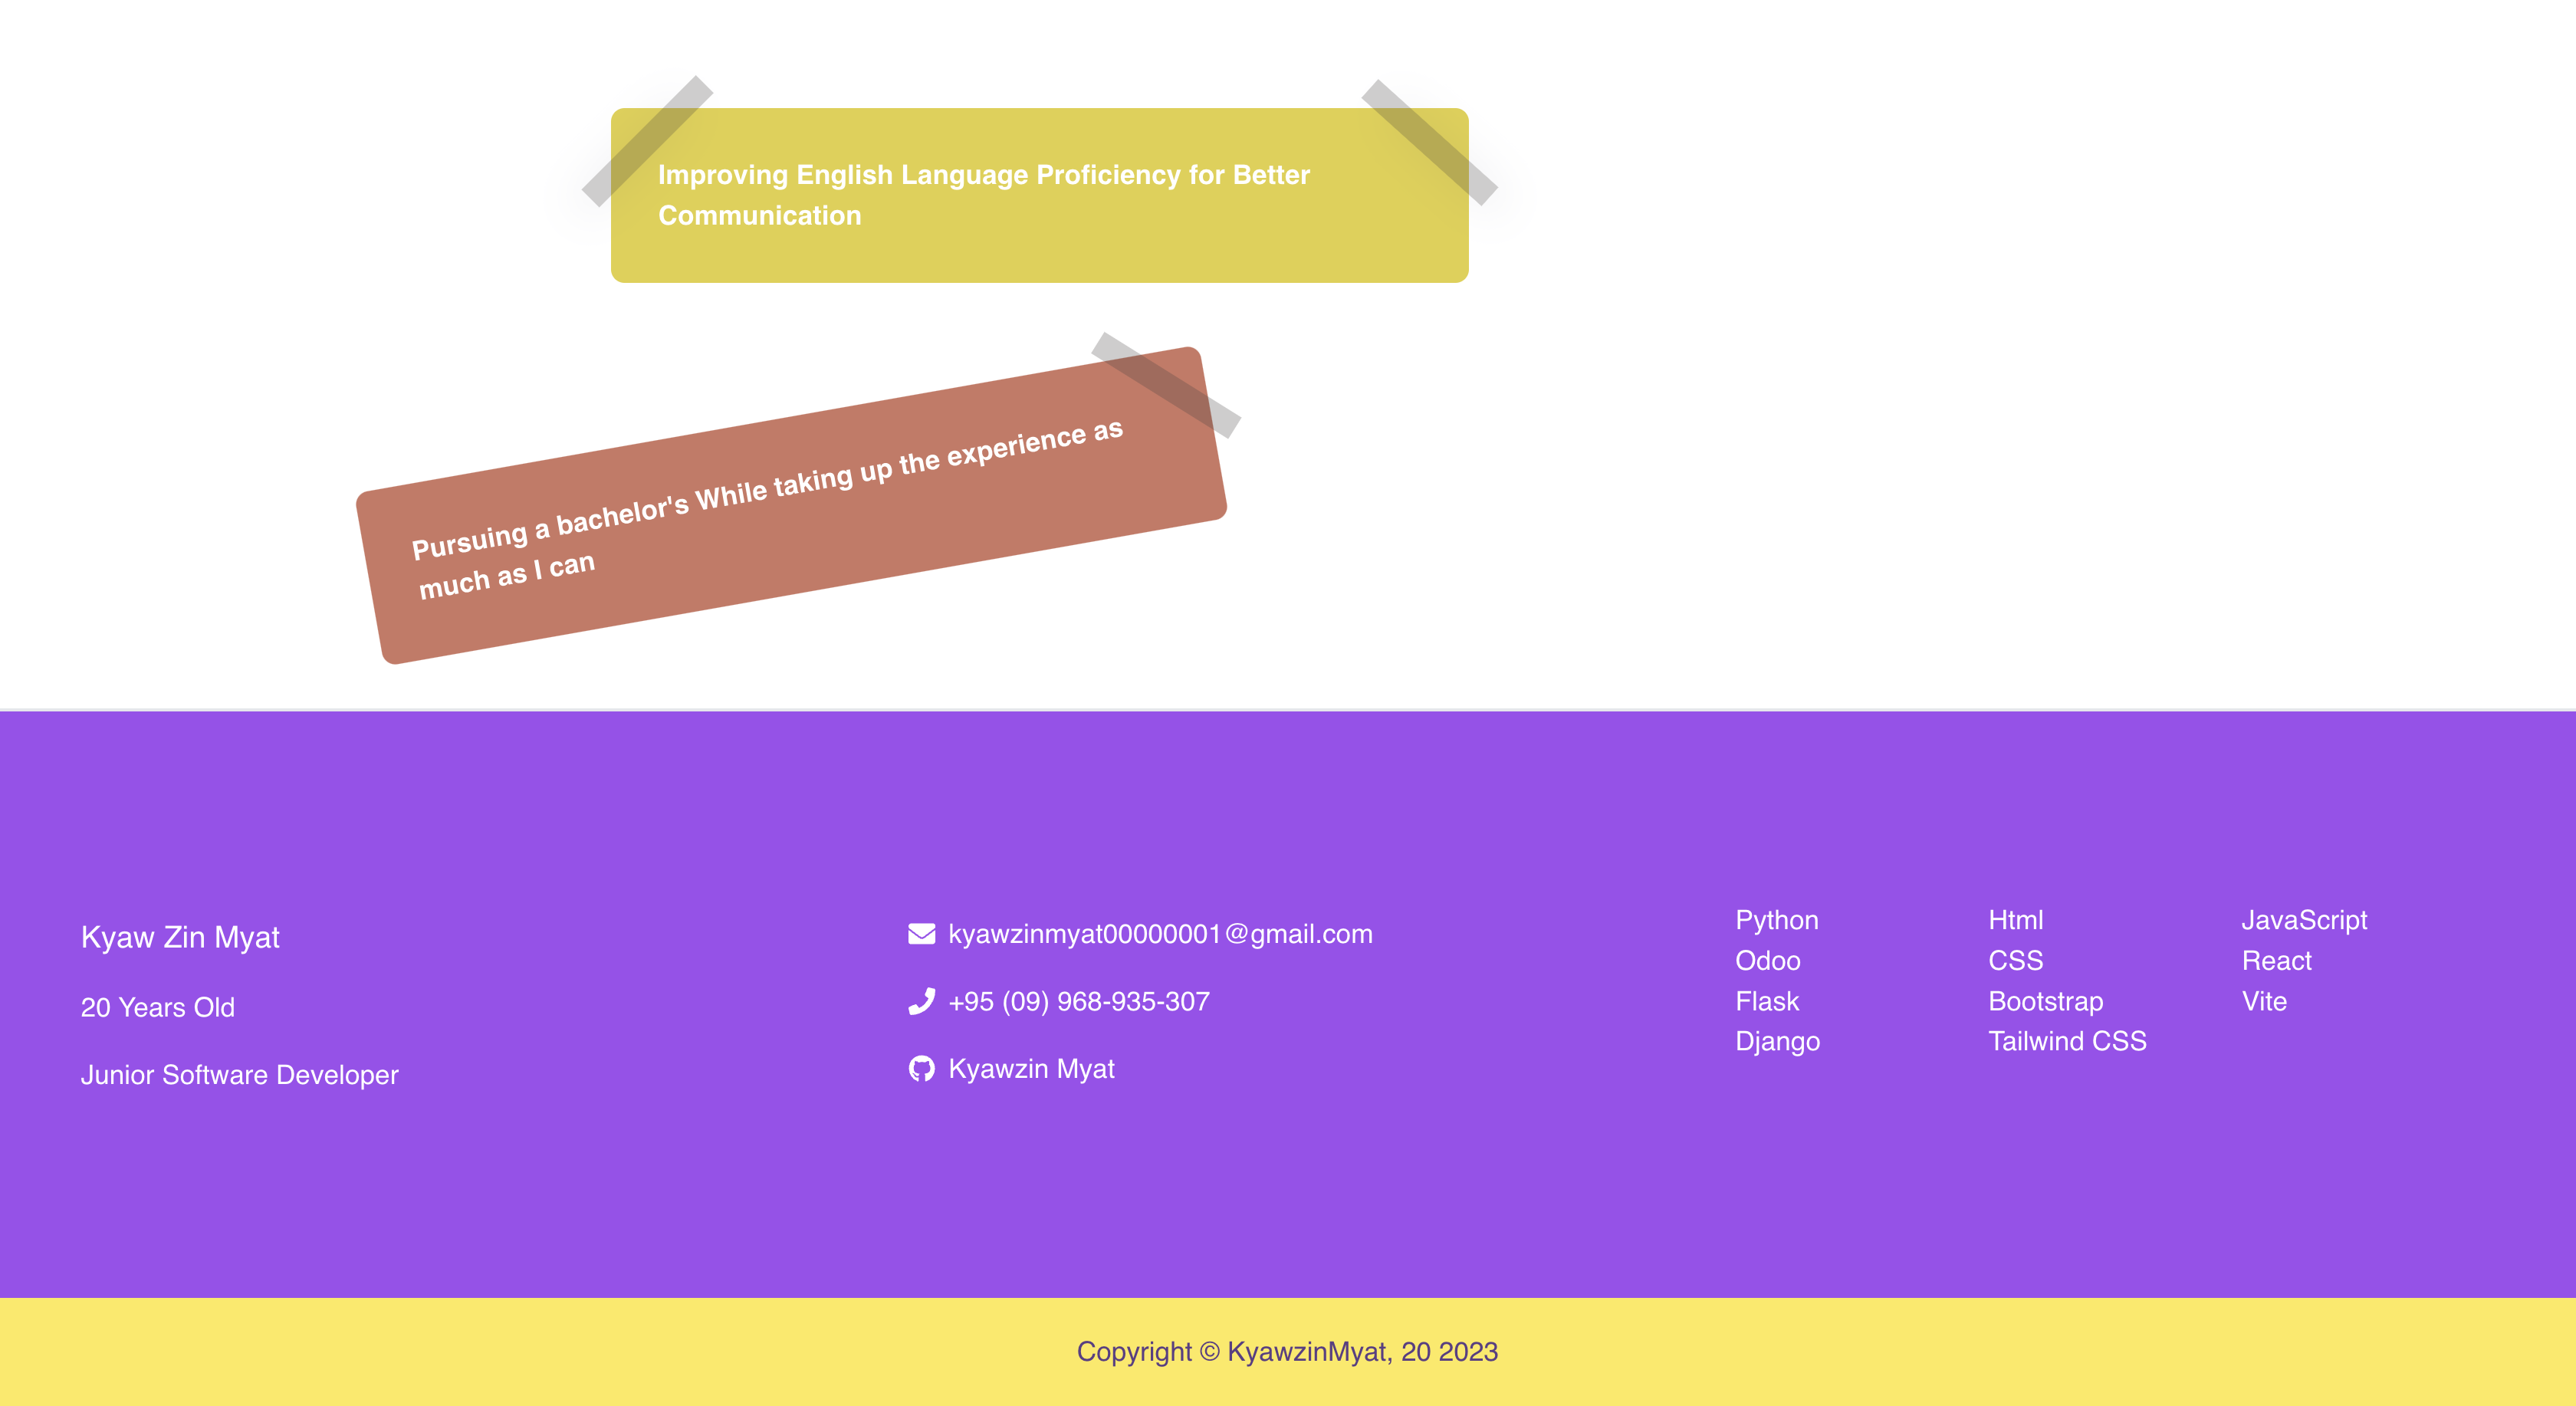 Improving English Language Proficiency for Better
Communication
Pursuing a bachelor's While taking up the experience as
much as I can
Kyaw Zin Myat
20 Years Old
Junior Software Developer
kyawzinmyat00000001@gmail.com
+95 (09) 968-935-307
Kyawzin Myat
Python
Odoo
Flask
Django
Html
CSS
Bootstrap
Tailwind CSS
JavaScript
React
Vite
Copyright © KyawzinMyat, 20 2023